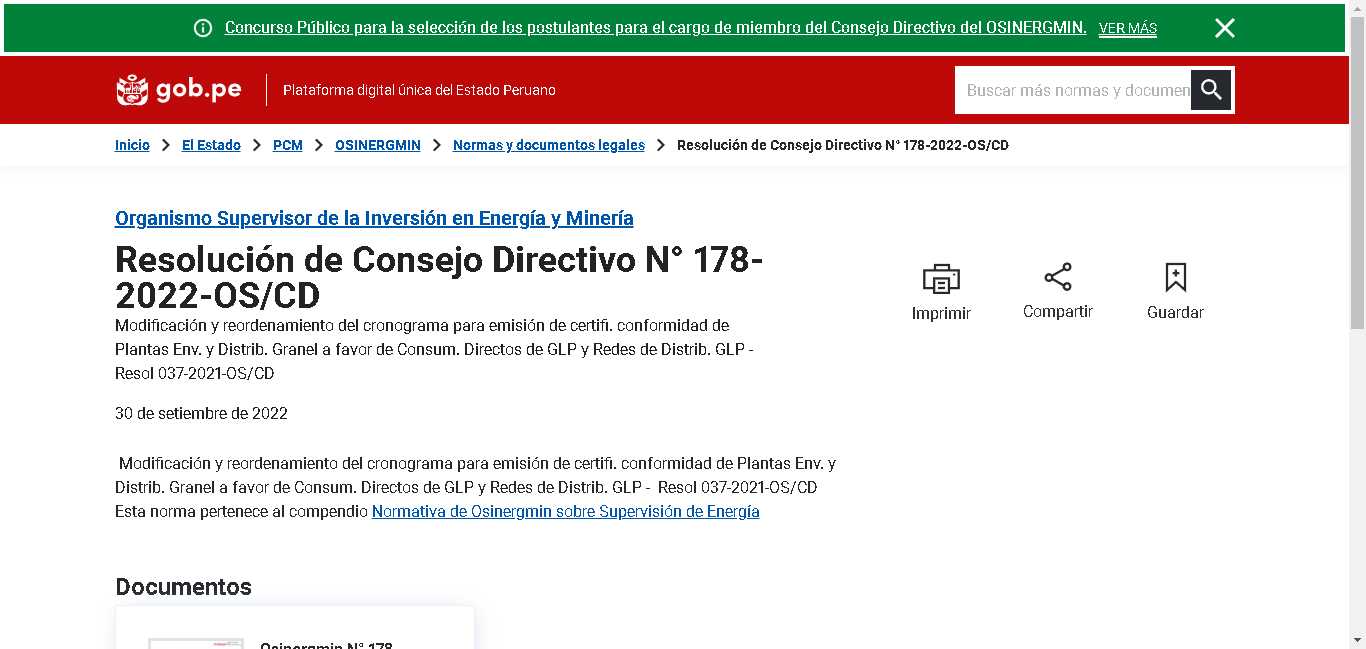 Concurso Público para la selección de los postulantes para el cargo de miembro del Consejo Directivo del OSINERGMIN. VER MÁS
gob.pe Plataforma digital única del Estado Peruano Buscar más normas y documen
Inicio El Estado PCM OSINERGMIN Normas y documentos legales Resolución de Consejo Directivo N° 178-2022-OS/CD
Organismo Supervisor de la Inversión en Energía y Minería
Resolución de Consejo Directivo N° 178-
2022-OS/CD
Imprimir Compartir Guardar
Modificación y reordenamiento del cronograma para emisión de certifi. conformidad de
Plantas Env. y Distrib. Granel a favor de Consum. Directos de GLP y Redes de Distrib. GLP -
Resol 037-2021-OS/CD
30 de setiembre de 2022
Modificación y reordenamiento del cronograma para emisión de certifi. conformidad de Plantas Env. y
Distrib. Granel a favor de Consum. Directos de GLP y Redes de Distrib. GLP - Resol 037-2021-OS/CD
Esta norma pertenece al compendio Normativa de Osinergmin sobre Supervisión de Energía
Documentos
Osinergmin N° 178